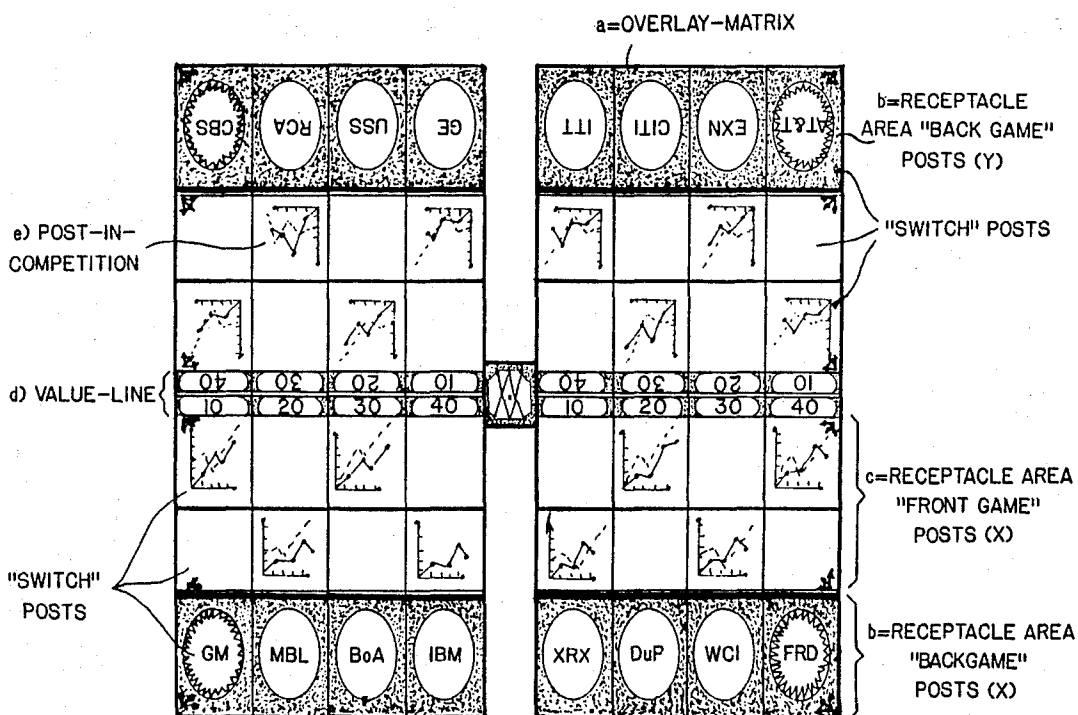 a=OVERLAY-MATRIX
CBS RCA USS GE ITT CITI EXN AT&T
b'=RECEPTACLE
AREA "BACK GAME"
POSTS (Y)
"SWITCH" POSTS
e) POST-IN-
COMPETITION
d) VALUE-LINE
40 30 20 10 40 30 20 10
10 20 30 40 10 20 30 40
c=RECEPTACLE AREA
"FRONT GAME"
POSTS (X)
"SWITCH"
POSTS
GM MBL BoA IBM XRX DuP WCI FRD
b=RECEPTACLE AREA
"BACKGAME"
POSTS (X)